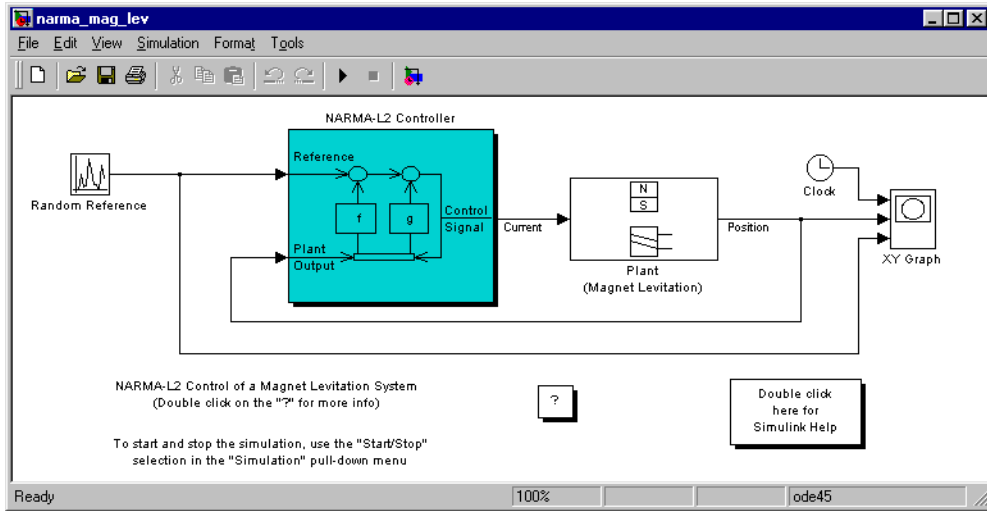 narma_mag_lev
File Edit View Simulation Format Tools
NARMA-L2 Controller
Reference
Random Reference
f
g
Control
Signal
Plant
Output
Current
N
S
Plant
(Magnet Levitation)
Position
Clock
XY Graph
NARMA-L2 Control of a Magnet Levitation System
(Double click on the "?" for more info)
?
Double click
here for
Simulink Help
To start and stop the simulation, use the "Start/Stop"
selection in the "Simulation" pull-down menu
Ready 100% ode45